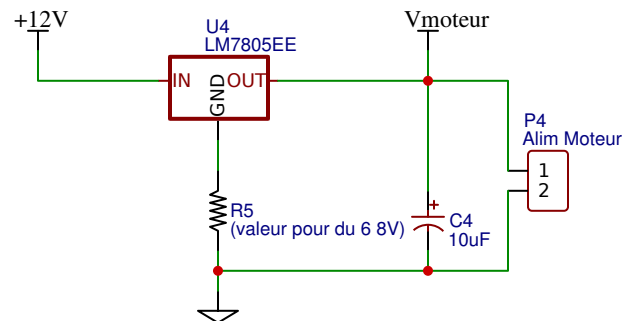 +12V
U4
LM7805EE
IN
OUT
GND
Vmoteur
P4
Alim Moteur
1
2
R5
(valeur pour du 6 8V)
+
C4
10uF